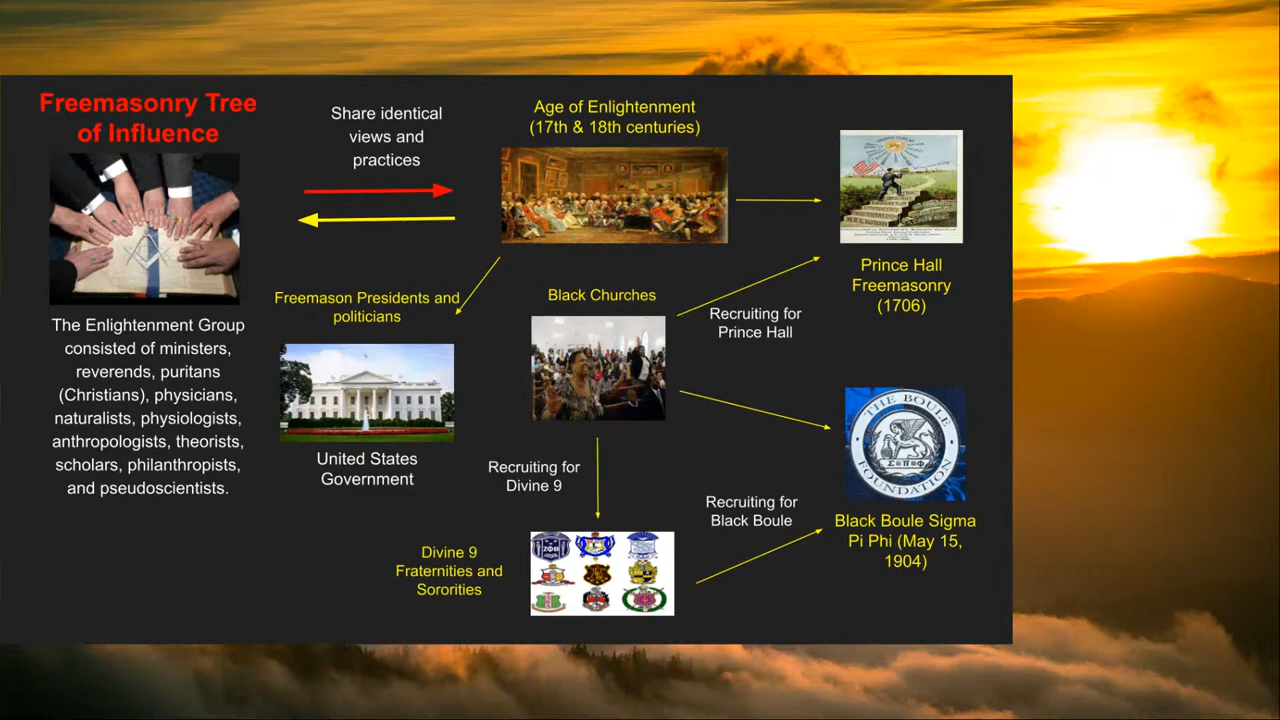 Freemasonry Tree
of Influence
Share identical
views and
practices
Age of Enlightenment
(17th & 18th centuries)
Prince Hall
Freemasonry
(1706)
Freemason Presidents and
politicians
Black Churches
Recruiting for
Prince Hall
The Enlightenment Group
consisted of ministers,
reverends, puritans
(Christians), physicians,
naturalists, physiologists,
anthropologists, theorists,
scholars, philanthropists,
and pseudoscientists.
United States
Government
Recruiting for
Divine 9
THE BOULE
ΣΠΦ
FOUNDATION
Recruiting for
Black Boule
Black Boule Sigma
Pi Phi (May 15,
1904)
Divine 9
Fraternities and
Sororities
ΖΦΒ